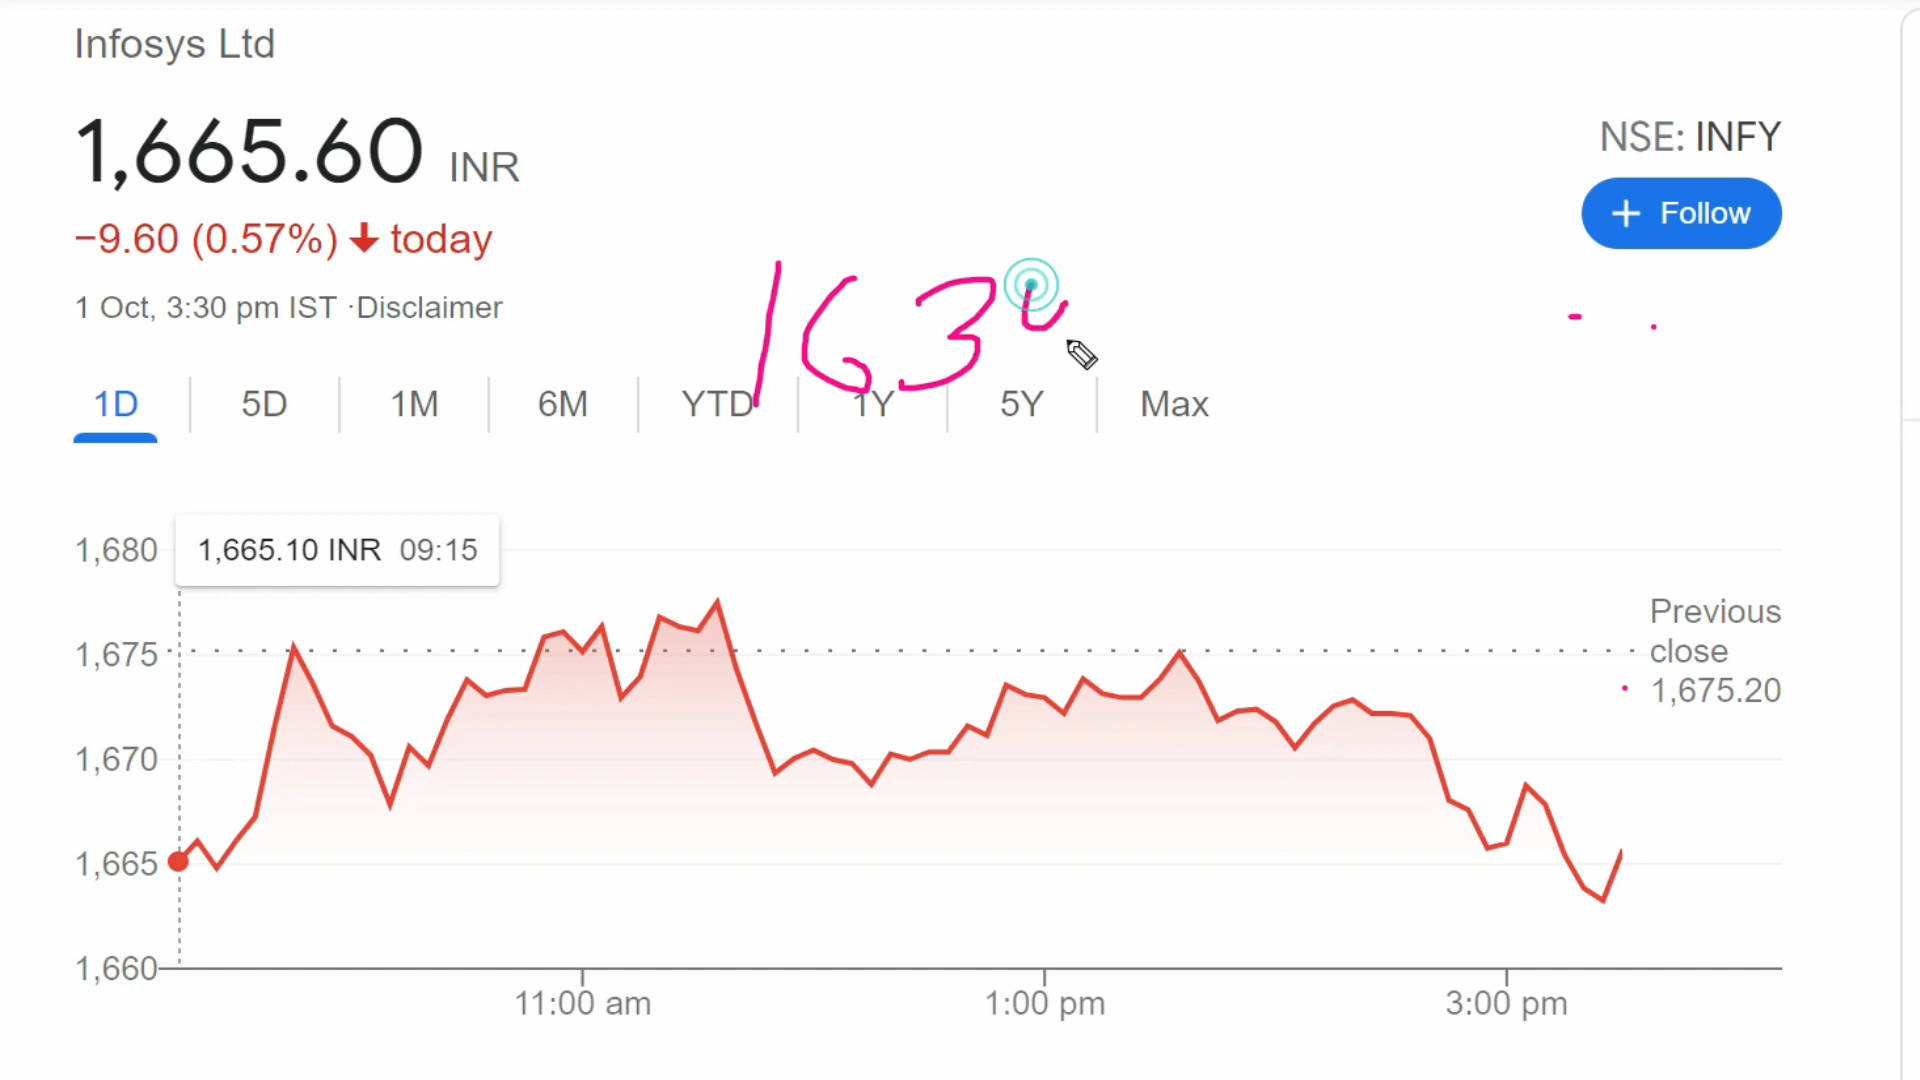 Infosys Ltd
1,665.60 INR
−9.60 (0.57%) ↓ today
1 Oct, 3:30 pm IST ·Disclaimer
NSE: INFY
+ Follow
163
1D 5D 1M 6M YTD 1Y 5Y Max
1,665.10 INR 09:15
1,680
1,675
1,670
1,665
1,660
Previous
close
1,675.20
11:00 am 1:00 pm 3:00 pm